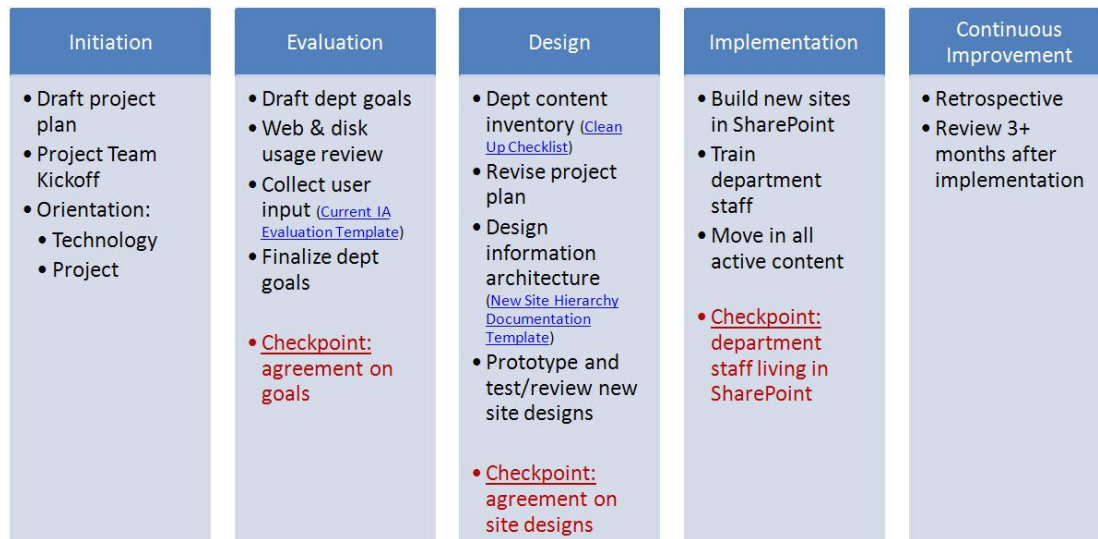 Initiation
• Draft project
plan
• Project Team
Kickoff
• Orientation:
• Technology
• Project
Evaluation
• Draft dept goals
• Web & disk
usage review
• Collect user
input (Current IA
Evaluation Template)
• Finalize dept
goals
• Checkpoint:
agreement on
goals
Design
• Dept content
inventory (Clean
Up Checklist)
• Revise project
plan
• Design
information
architecture
(New Site Hierarchy
Documentation
Template)
• Prototype and
test/review new
site designs
• Checkpoint:
agreement on
site designs
Implementation
• Build new sites
in SharePoint
• Train
department
staff
• Move in all
active content
• Checkpoint:
department
staff living in
SharePoint
Continuous
Improvement
• Retrospective
• Review 3+
months after
implementation